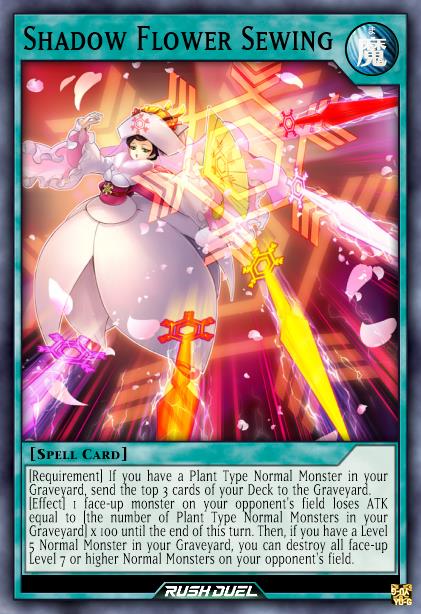 Shadow Flower Sewing
ま
魔
[Spell Card]
[Requirement] If you have a Plant Type Normal Monster in your
Graveyard, send the top 3 cards of your Deck to the Graveyard.
[Effect] 1 face-up monster on your opponent's field loses ATK
equal to [the number of Plant Type Normal Monsters in your
Graveyard] x 100 until the end of this turn. Then, if you have a Level
5 Normal Monster in your Graveyard, you can destroy all face-up
Level 7 or higher Normal Monsters on your opponent's field.
RUSH DUEL